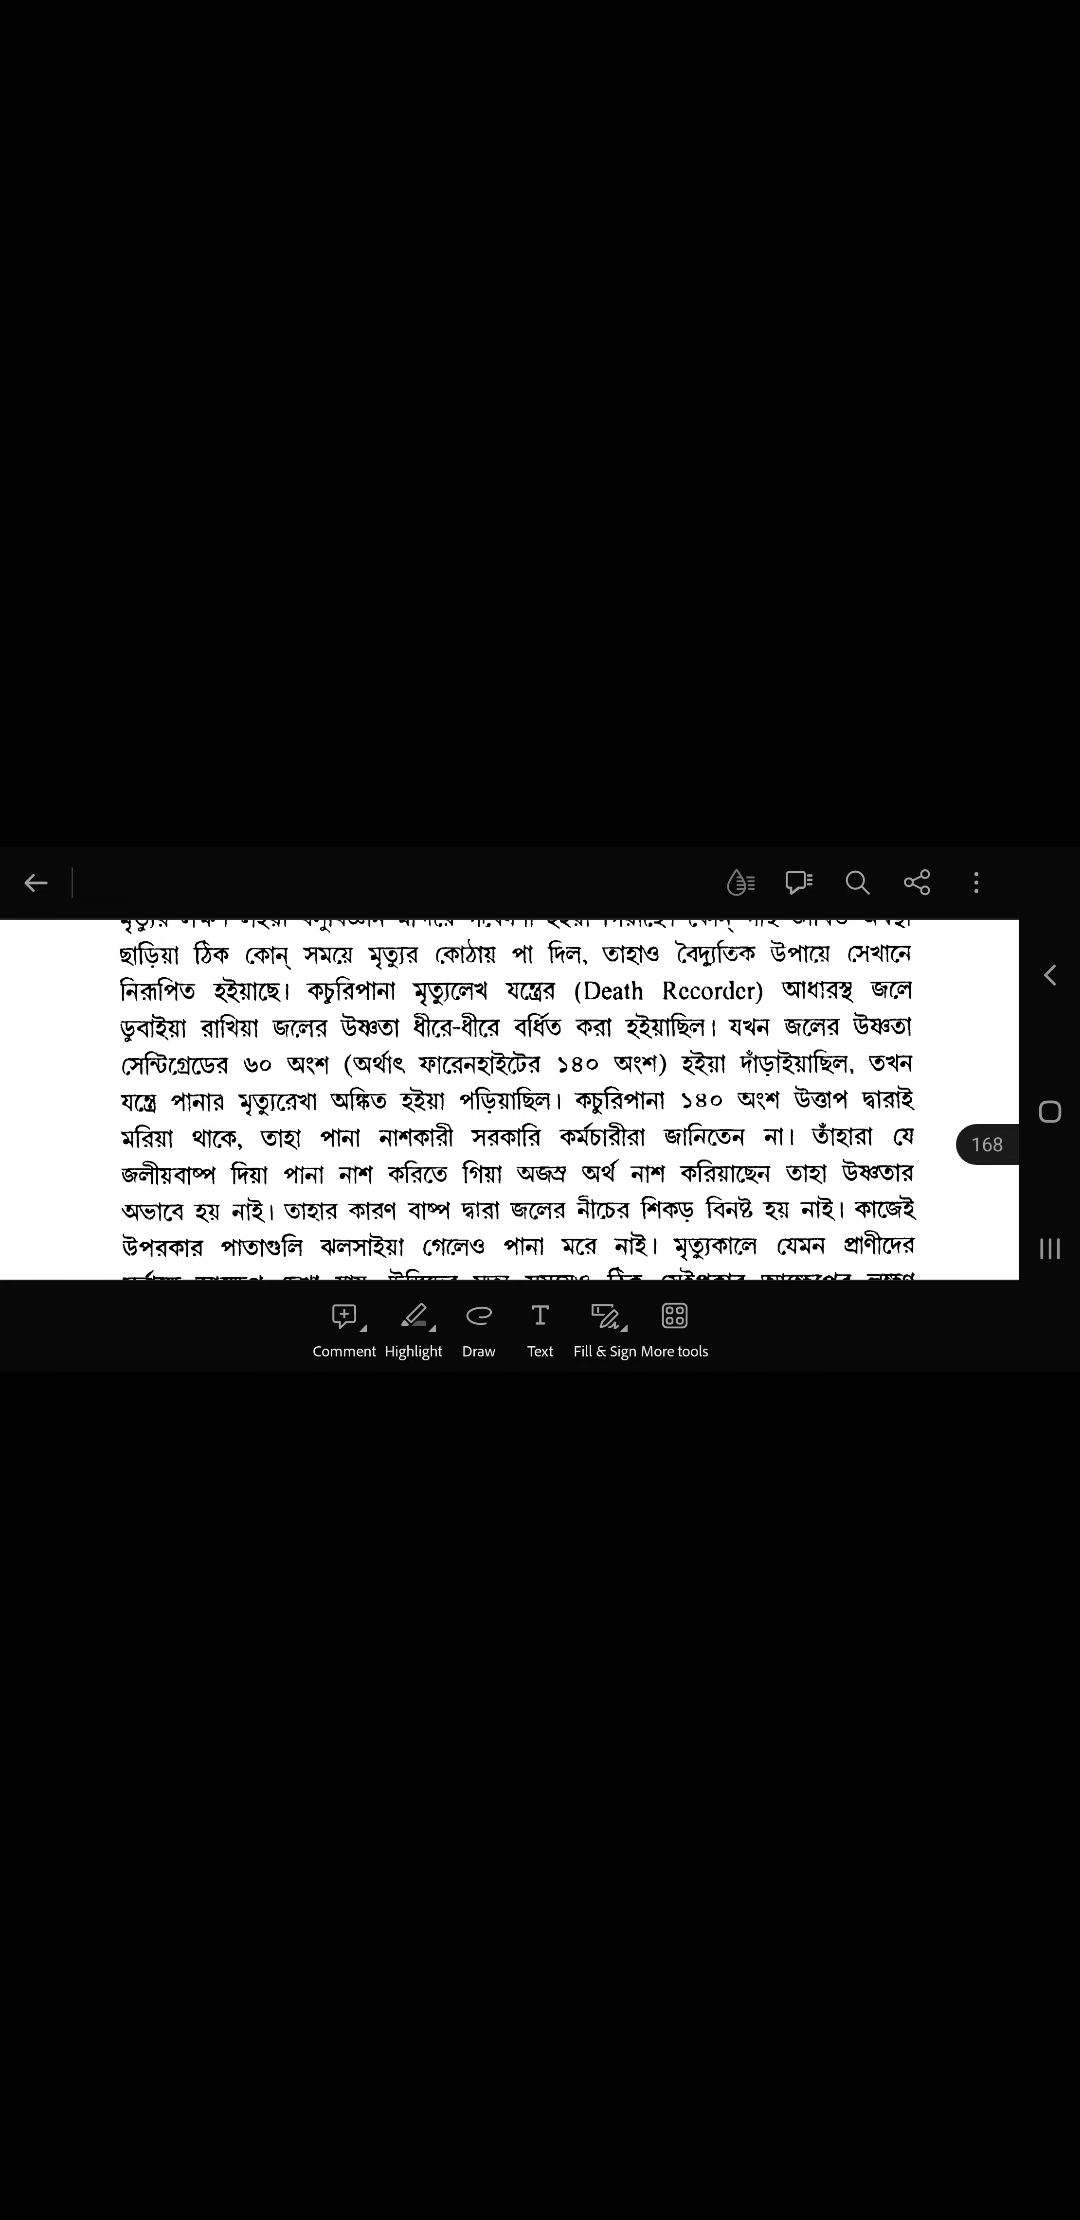 ছাড়িয়া ঠিক কোন্ সময়ে মৃত্যুর কোঠায় পা দিল, তাহাও বৈদ্যুতিক উপায়ে সেখানে
নিরূপিত হইয়াছে। কচুরিপানা মৃত্যুলেখ যন্ত্রের (Death Recorder) আধারস্থ জলে
ডুবাইয়া রাখিয়া জলের উষ্ণতা ধীরে-ধীরে বর্ধিত করা হইয়াছিল। যখন জলের উষ্ণতা
সেন্টিগ্রেডের ৬০ অংশ (অর্থাৎ ফারেনহাইটের ১৪০ অংশ) হইয়া দাঁড়াইয়াছিল, তখন
যন্ত্রে পানার মৃত্যুরেখা অঙ্কিত হইয়া পড়িয়াছিল। কচুরিপানা ১৪০ অংশ উত্তাপ দ্বারাই
মরিয়া থাকে, তাহা পানা নাশকারী সরকারি কর্মচারীরা জানিতেন না। তাঁহারা যে
168
জলীয়বাষ্প দিয়া পানা নাশ করিতে গিয়া অজস্র অর্থ নাশ করিয়াছেন তাহা উষ্ণতার
অভাবে হয় নাই। তাহার কারণ বাষ্প দ্বারা জলের নীচের শিকড় বিনষ্ট হয় নাই। কাজেই
উপরকার পাতাগুলি ঝলসাইয়া গেলেও পানা মরে নাই। মৃত্যুকালে যেমন প্রাণীদের
Comment Highlight Draw Text Fill & Sign More tools